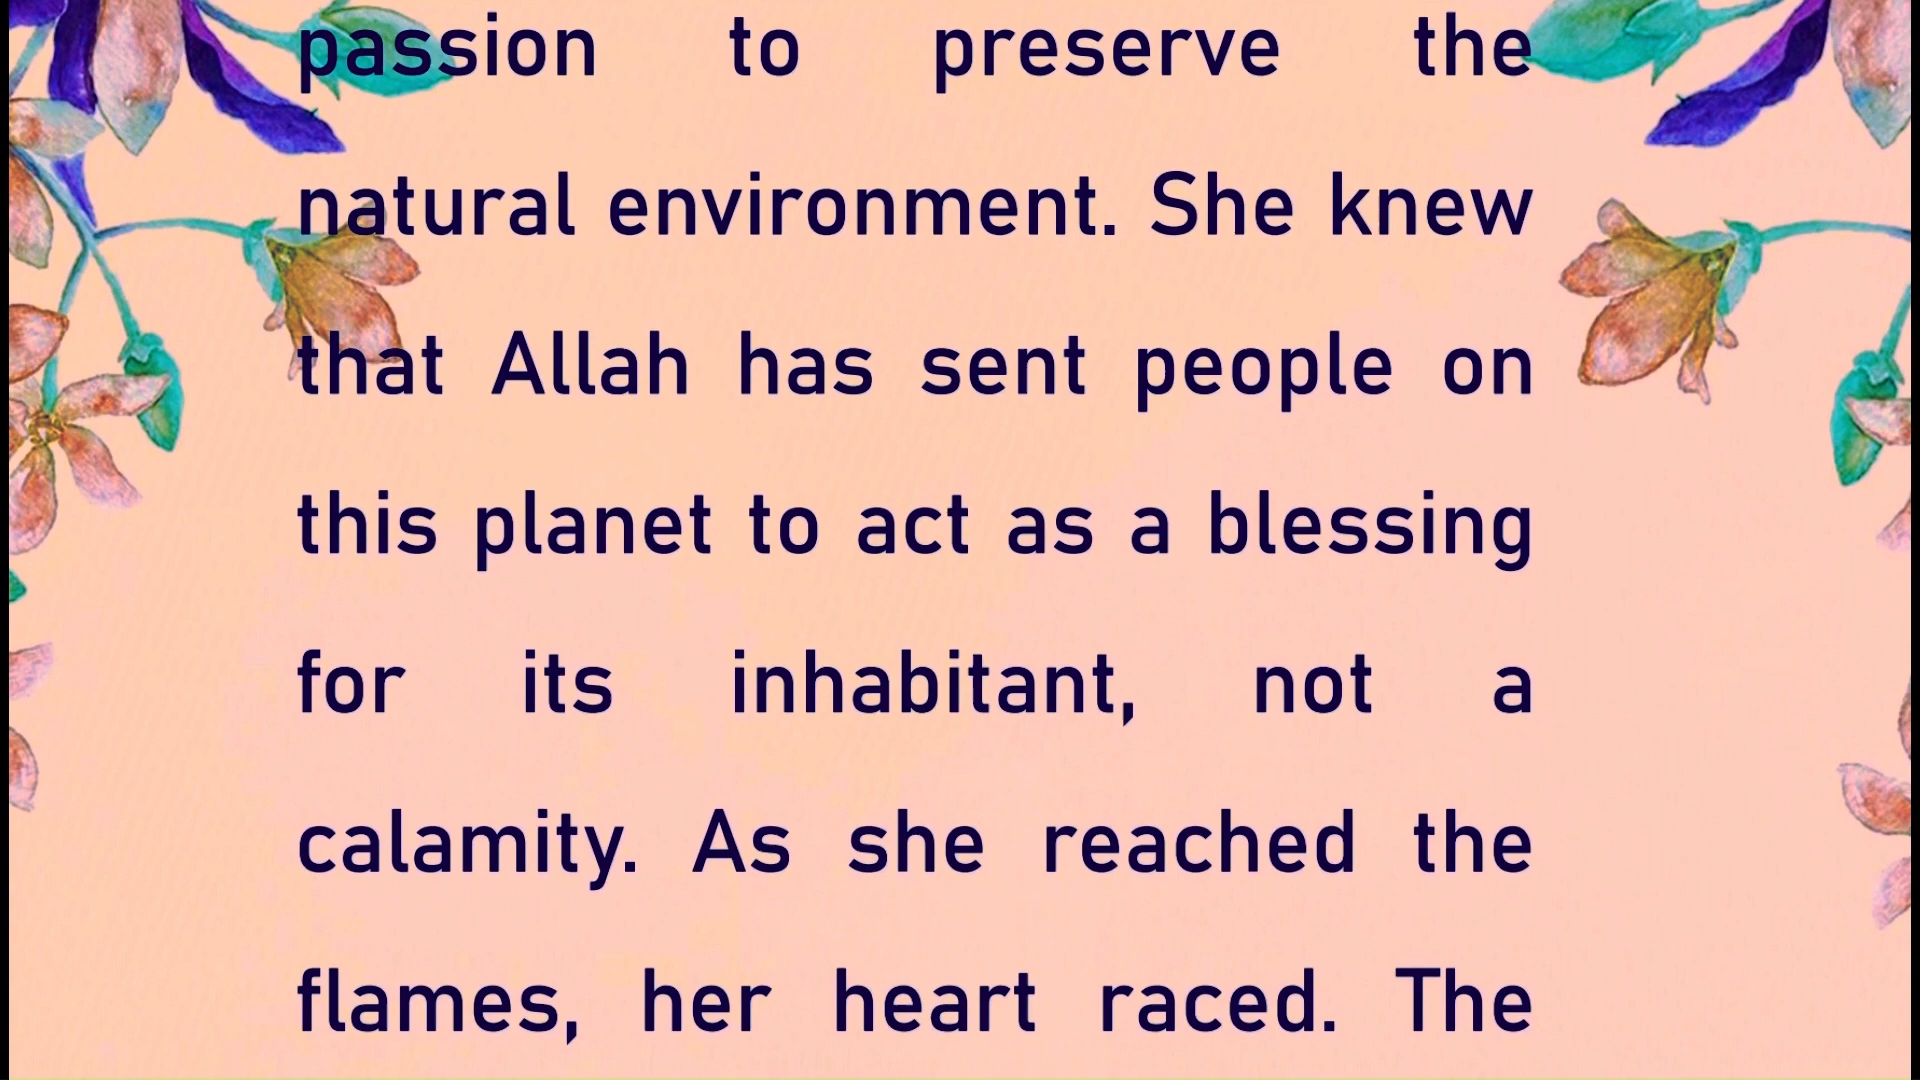 passion to preserve the
natural environment. She knew
that Allah has sent people on
this planet to act as a blessing
for its inhabitant, not a
calamity. As she reached the
flames, her heart raced. The